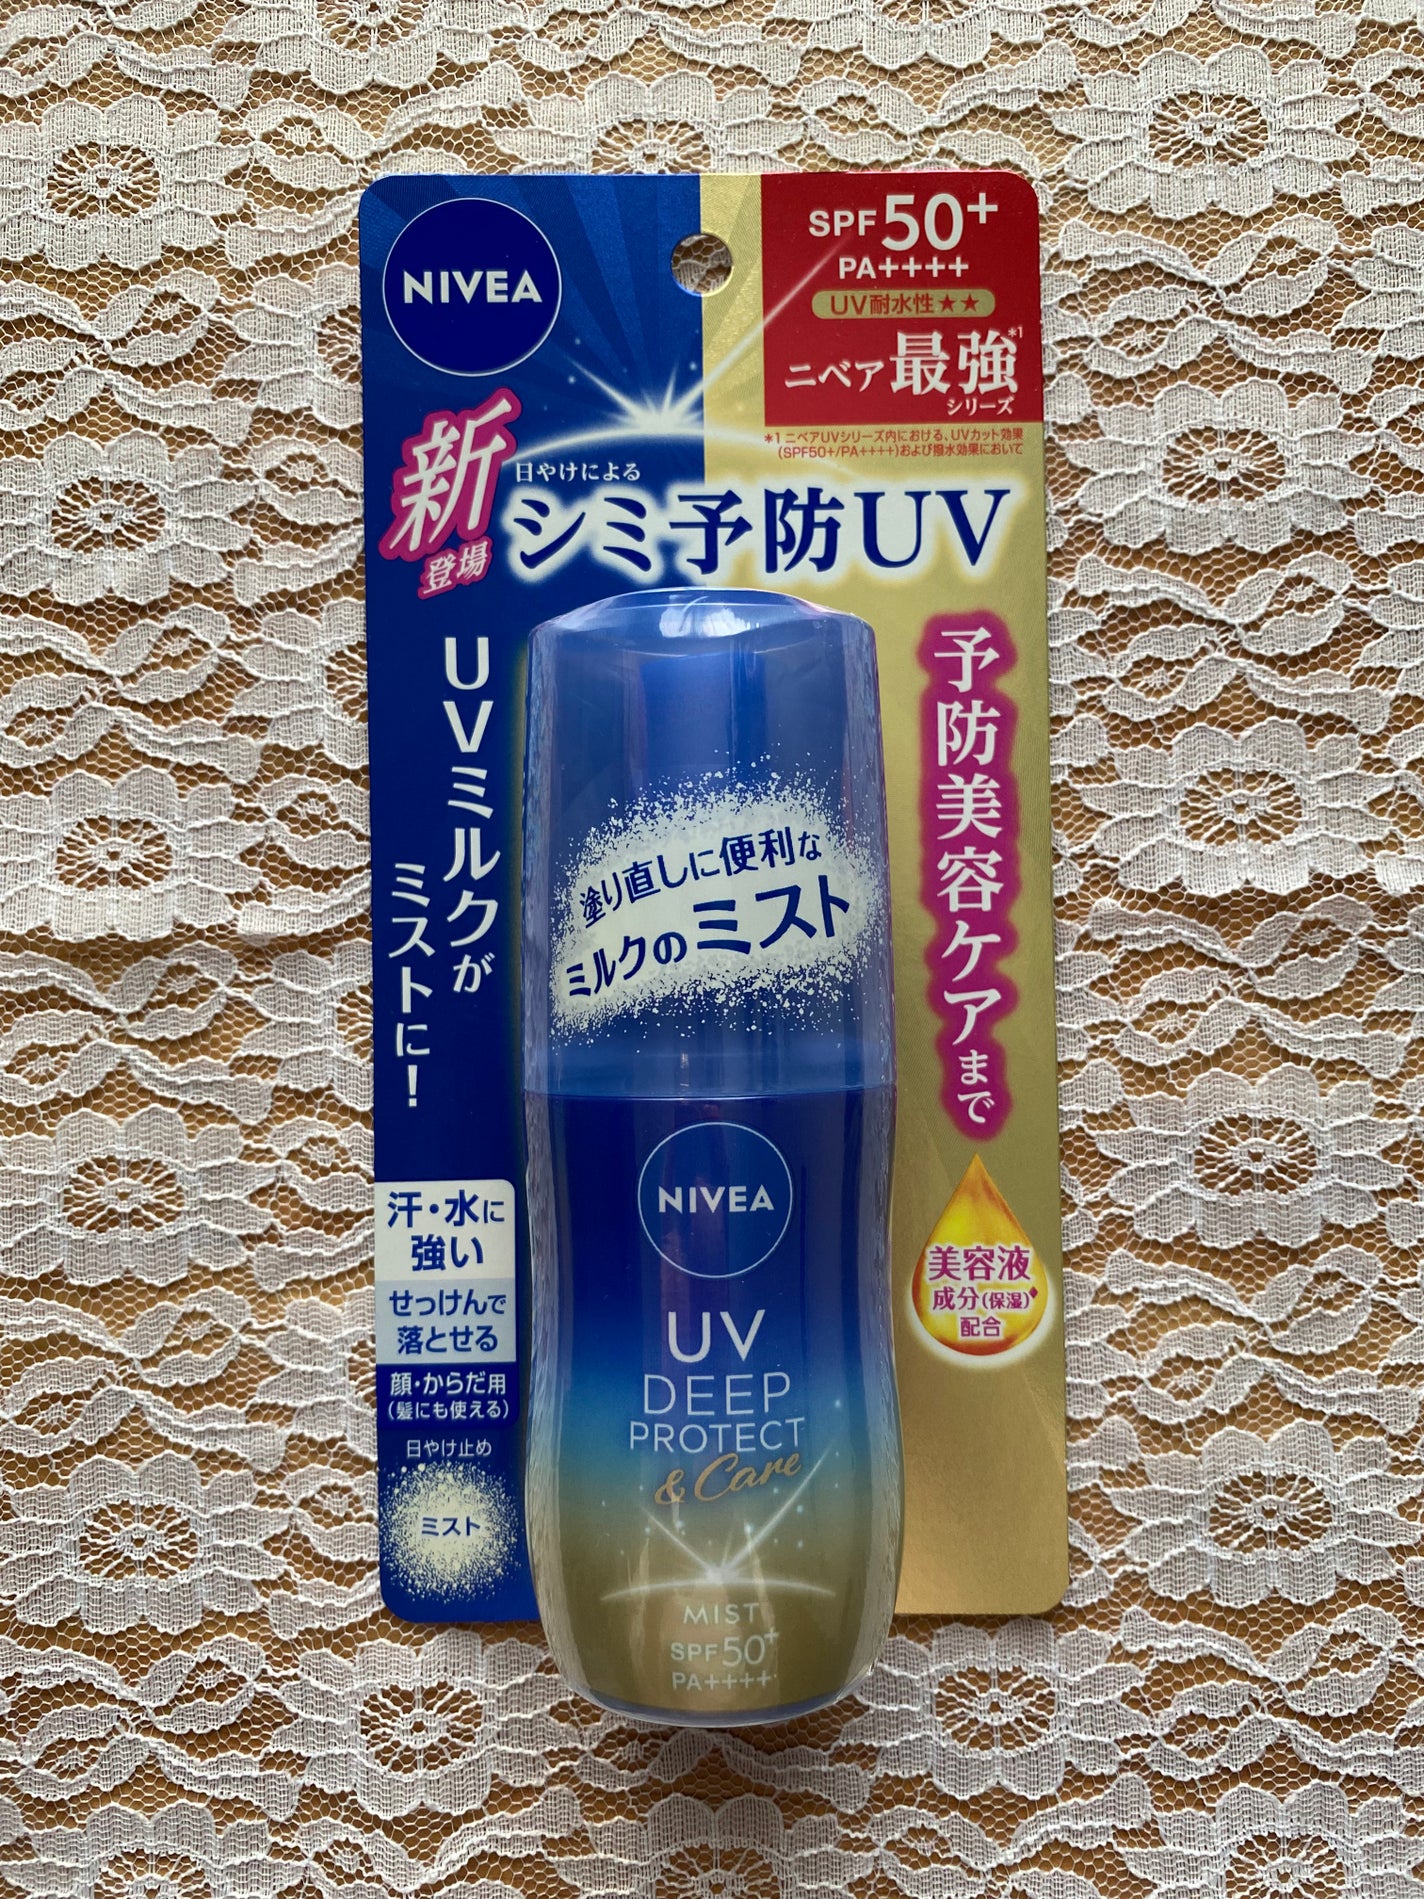 NIVEA
SPF50+
PA++++
UV耐水性★★
ニベア最強*1
シリーズ
*1 ニベアUVシリーズ内における、UVカット効果
(SPF50+/PA++++)および撥水効果において
新
登場
日やけによる
シミ予防UV
UVミルクが
ミストに!
予防美容ケアまで
塗り直しに便利な
ミルクのミスト
汗・水に
強い
せっけんで
落とせる
顔・からだ用
(髪にも使える)
日やけ止め
ミスト
美容液
成分(保湿)◆
配合
NIVEA
UV
DEEP
PROTECT
& Care
MIST
SPF50+
PA++++